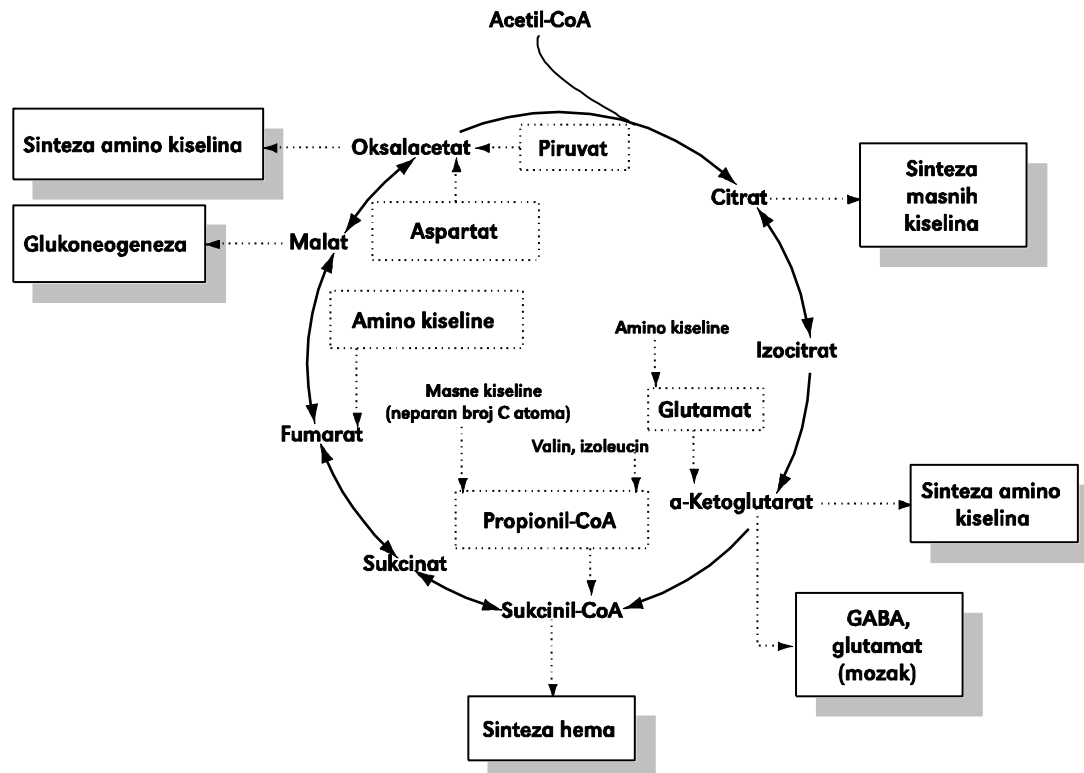 Acetil-CoA
Sinteza amino kiselina
Oksalacetat
Piruvat
Sinteza
masnih
kiselina
Citrat
Aspartat
Glukoneogeneza
Malat
Amino kiseline
Amino kiseline
Izocitrat
Masne kiseline
(neparan broj C atoma)
Glutamat
Fumarat
Valin, izoleucin
α-Ketoglutarat
Sinteza amino
kiselina
Propionil-CoA
Sukcinat
Sukcinil-CoA
GABA,
glutamat
(mozak)
Sinteza hema